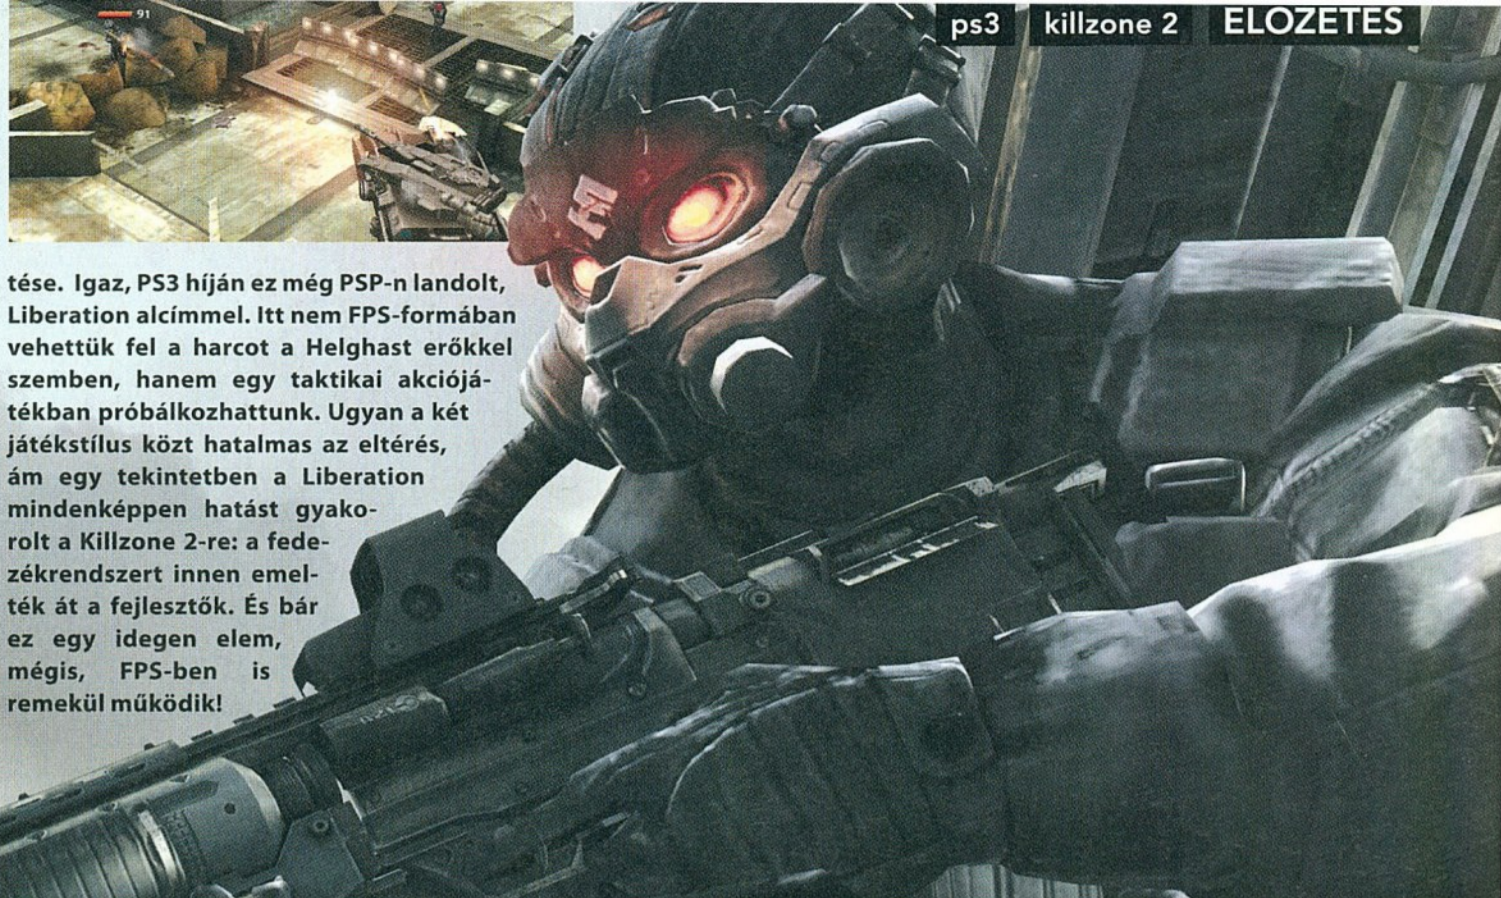 91
ps3 killzone 2 ELŐZETES
tése. Igaz, PS3 híján ez még PSP-n landolt,
Liberation alcímmel. Itt nem FPS-formában
vehettük fel a harcot a Helghast erőkkel
szemben, hanem egy taktikai akciójá-
tékban próbálkozhattunk. Ugyan a két
játékstílus közt hatalmas az eltérés,
ám egy tekintetben a Liberation
mindenképpen hatást gyako-
rolt a Killzone 2-re: a fede-
zékrendszert innen emel-
ték át a fejlesztők. És bár
ez egy idegen elem,
mégis, FPS-ben is
remekül működik!